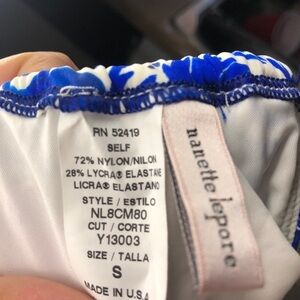 RN 52419
SELF
72% NYLON/NILON
28% LYCRA® ELASTANE
LICRA® ELASTANO
STYLE / ESTILO
NL8CM80
CUT / CORTE
Y13003
SIZE / TALLA
S
MADE IN U.S.A
nanette lepore